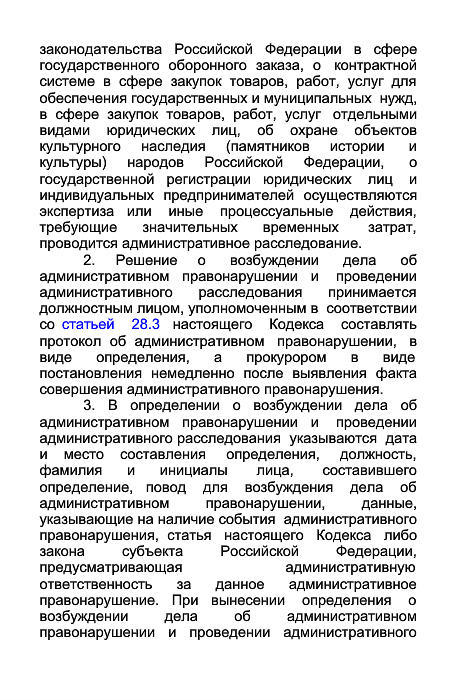 законодательства Российской Федерации в сфере
государственного оборонного заказа, о контрактной
системе в сфере закупок товаров, работ, услуг для
обеспечения государственных и муниципальных нужд,
в сфере закупок товаров, работ, услуг отдельными
видами юридических лиц, об охране объектов
культурного наследия (памятников истории и
культуры) народов Российской Федерации, о
государственной регистрации юридических лиц и
индивидуальных предпринимателей осуществляются
экспертиза или иные процессуальные действия,
требующие значительных временных затрат,
проводится административное расследование.
2. Решение о возбуждении дела об
административном правонарушении и проведении
административного расследования принимается
должностным лицом, уполномоченным в соответствии
со статьей 28.3 настоящего Кодекса составлять
протокол об административном правонарушении, в
виде определения, а прокурором в виде
постановления немедленно после выявления факта
совершения административного правонарушения.
3. В определении о возбуждении дела об
административном правонарушении и проведении
административного расследования указываются дата
и место составления определения, должность,
фамилия и инициалы лица, составившего
определение, повод для возбуждения дела об
административном правонарушении, данные,
указывающие на наличие события административного
правонарушения, статья настоящего Кодекса либо
закона субъекта Российской Федерации,
предусматривающая административную
ответственность за данное административное
правонарушение. При вынесении определения о
возбуждении дела об административном
правонарушении и проведении административного